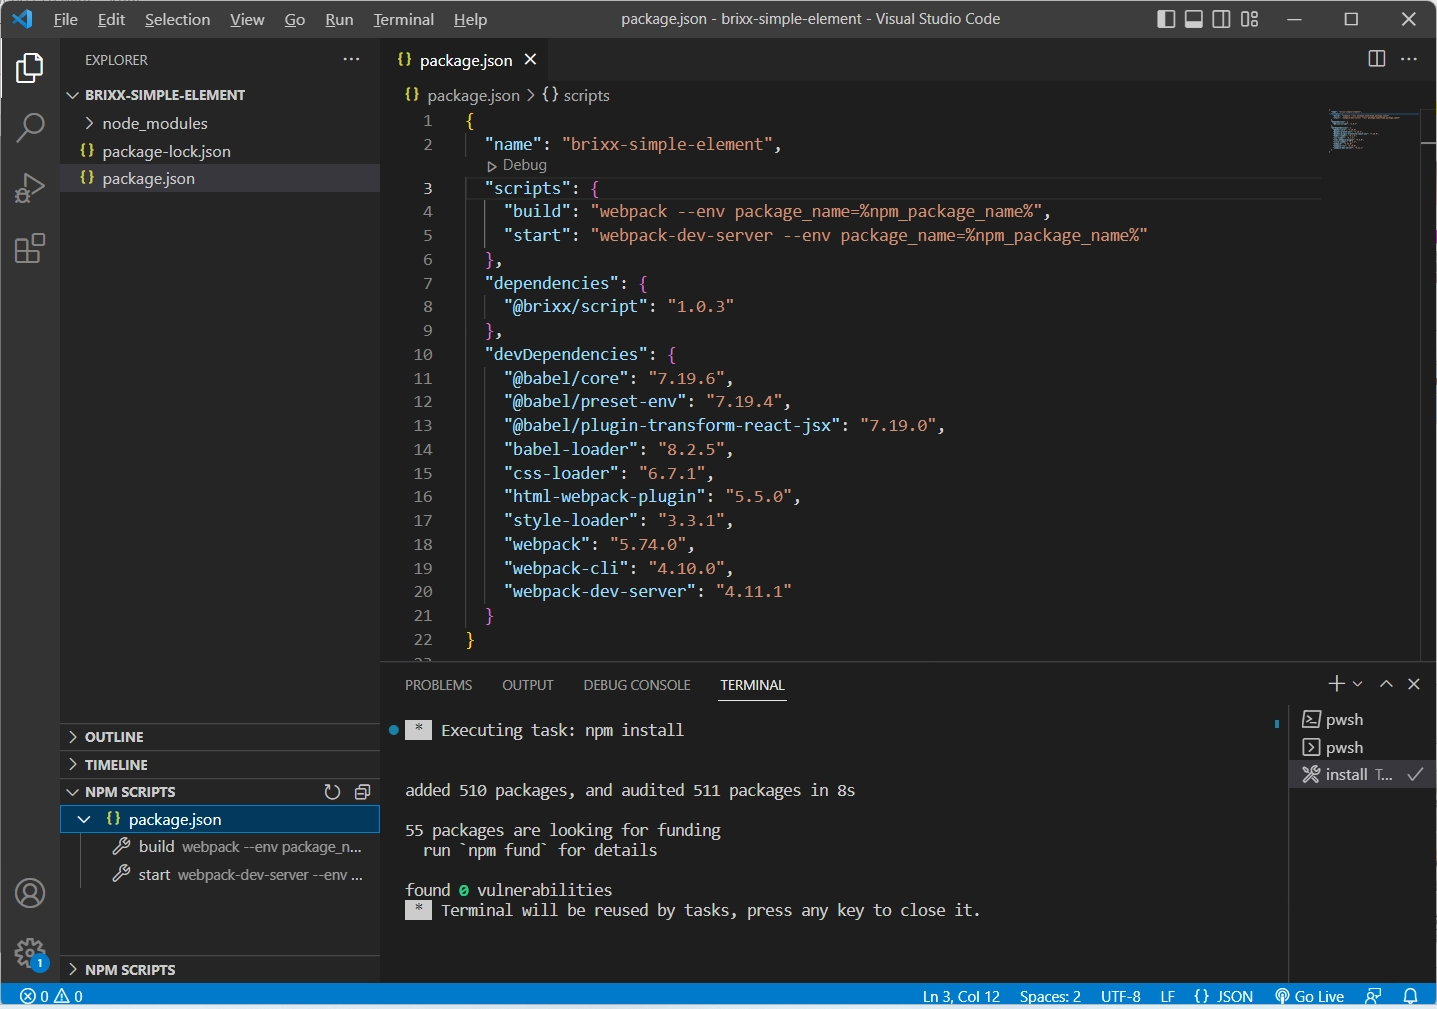 File Edit Selection View Go Run Terminal Help
package.json - brixx-simple-element - Visual Studio Code
EXPLORER
BRIXX-SIMPLE-ELEMENT
node_modules
{} package-lock.json
{} package.json
OUTLINE
TIMELINE
NPM SCRIPTS
{} package.json
build webpack --env package_n...
start webpack-dev-server --env ...
NPM SCRIPTS
1
{} package.json
{} package.json > {} scripts
1 {
2 "name": "brixx-simple-element",
Debug
3 "scripts": {
4 "build": "webpack --env package_name=%npm_package_name%",
5 "start": "webpack-dev-server --env package_name=%npm_package_name%"
6 },
7 "dependencies": {
8 "@brixx/script": "1.0.3"
9 },
10 "devDependencies": {
11 "@babel/core": "7.19.6",
12 "@babel/preset-env": "7.19.4",
13 "@babel/plugin-transform-react-jsx": "7.19.0",
14 "babel-loader": "8.2.5",
15 "css-loader": "6.7.1",
16 "html-webpack-plugin": "5.5.0",
17 "style-loader": "3.3.1",
18 "webpack": "5.74.0",
19 "webpack-cli": "4.10.0",
20 "webpack-dev-server": "4.11.1"
21 }
22 }
PROBLEMS OUTPUT DEBUG CONSOLE TERMINAL
* Executing task: npm install
added 510 packages, and audited 511 packages in 8s
55 packages are looking for funding
run `npm fund` for details
found 0 vulnerabilities
* Terminal will be reused by tasks, press any key to close it.
pwsh
pwsh
install T...
0 0
Ln 3, Col 12 Spaces: 2 UTF-8 LF {} JSON Go Live